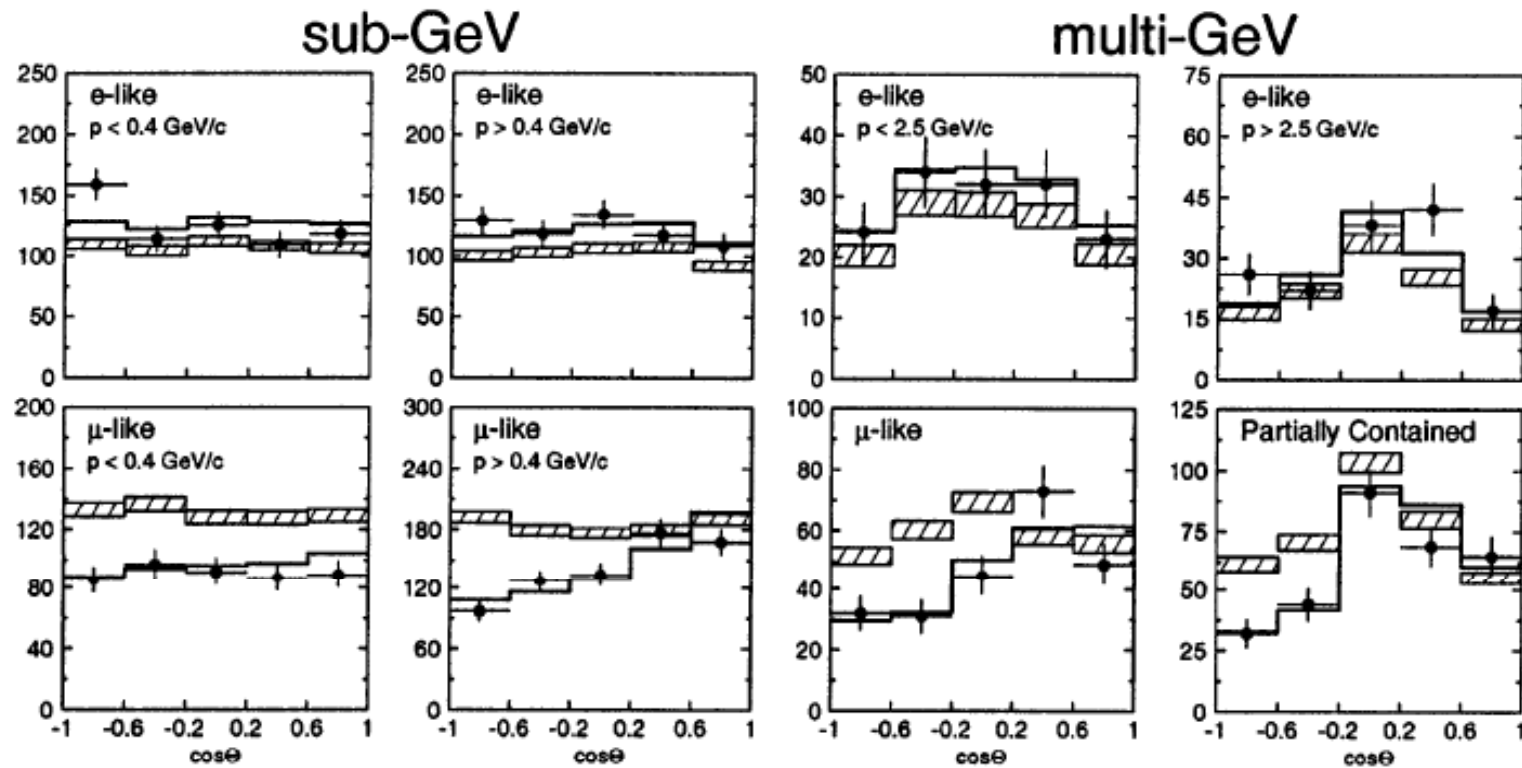 sub-GeV
multi-GeV
250
200
150
100
50
0
e-like
p < 0.4 GeV/c
250
200
150
100
50
0
e-like
p > 0.4 GeV/c
50
40
30
20
10
0
e-like
p < 2.5 GeV/c
75
60
45
30
15
0
e-like
p > 2.5 GeV/c
200
160
120
80
40
0
μ-like
p < 0.4 GeV/c
-1 -0.6 -0.2 0.2 0.6 1
cosΘ
300
240
180
120
60
0
μ-like
p > 0.4 GeV/c
-1 -0.6 -0.2 0.2 0.6 1
cosΘ
100
80
60
40
20
0
μ-like
-1 -0.6 -0.2 0.2 0.6 1
cosΘ
125
100
75
50
25
0
Partially Contained
-1 -0.6 -0.2 0.2 0.6 1
cosΘ